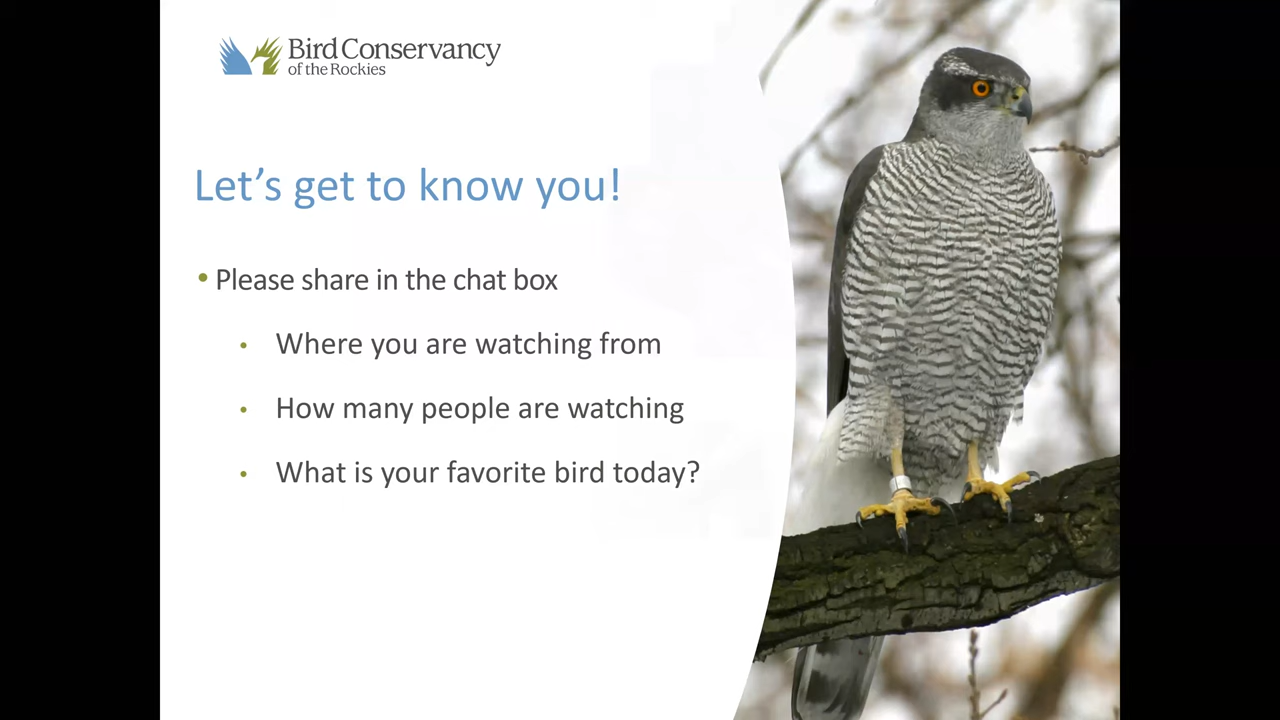 Bird Conservancy
of the Rockies
Let's get to know you!
• Please share in the chat box
• Where you are watching from
• How many people are watching
• What is your favorite bird today?